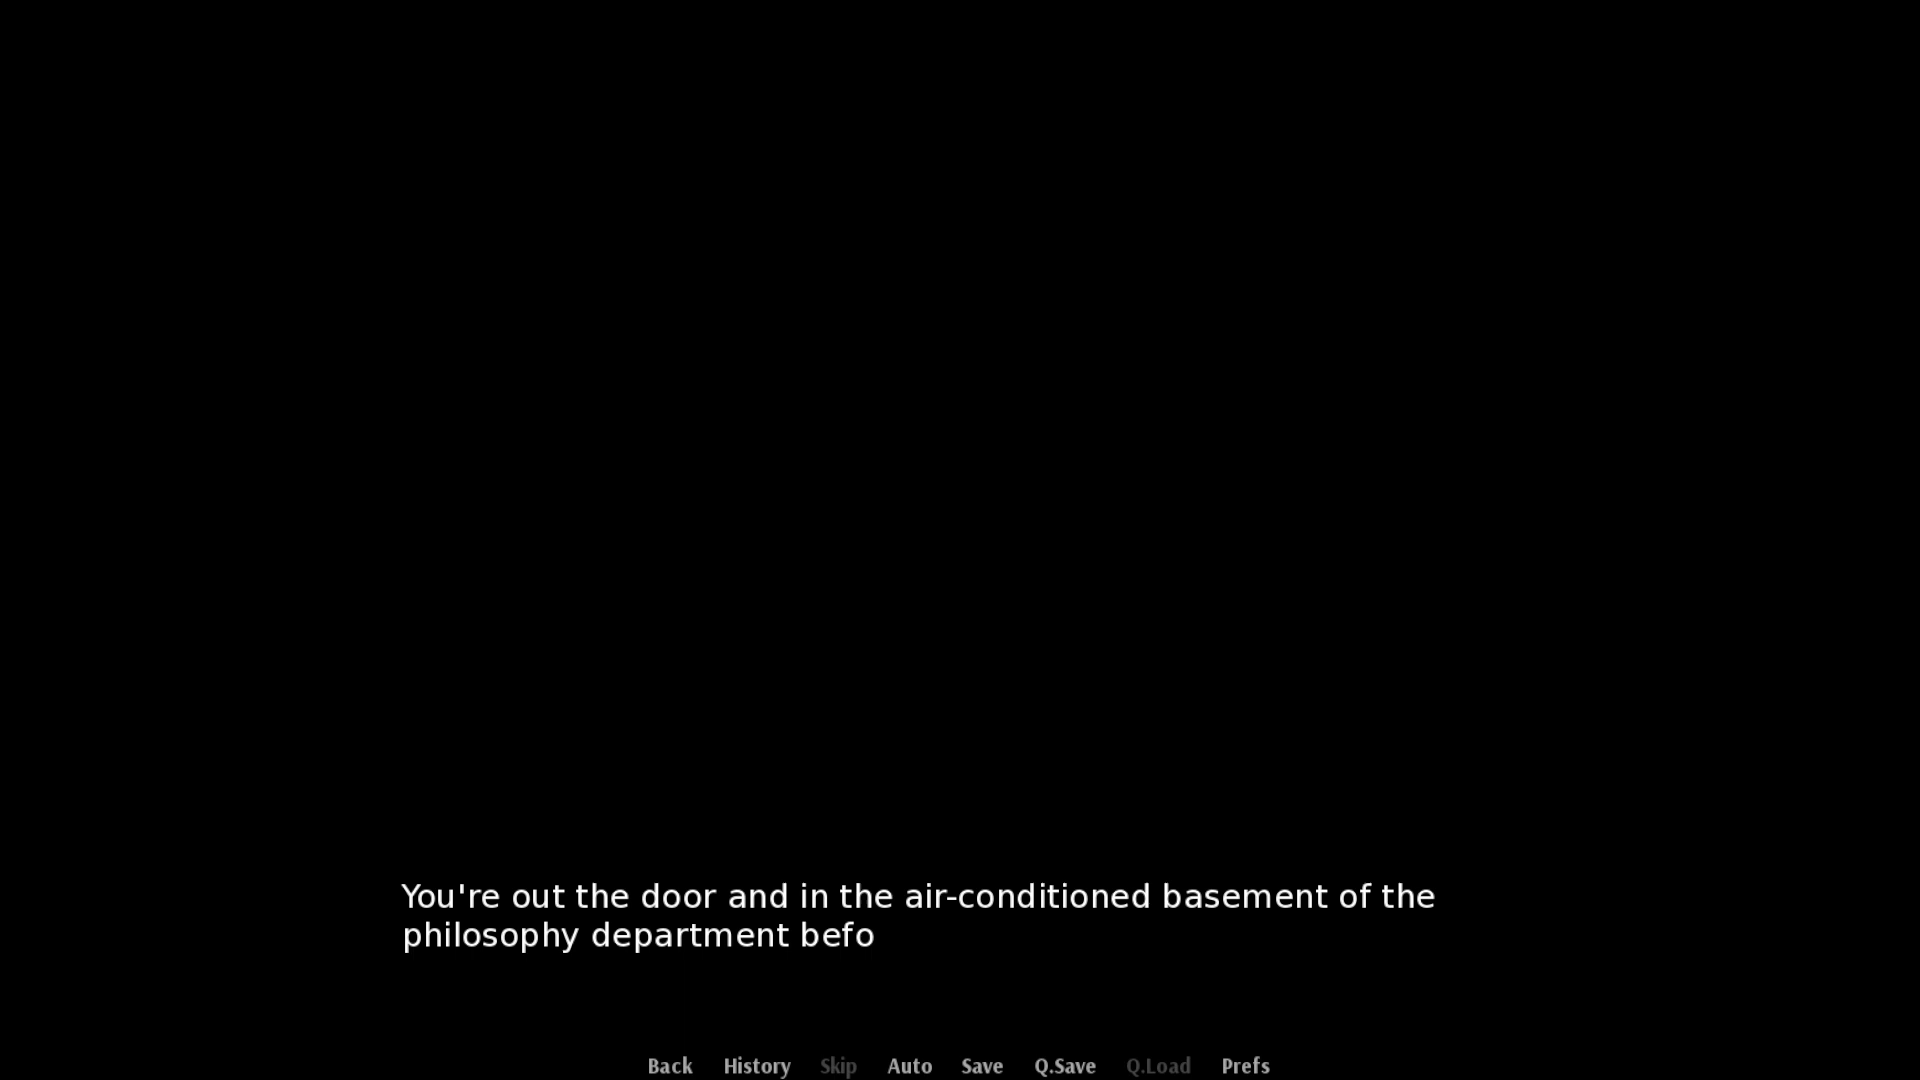 You're out the door and in the air-conditioned basement of the
philosophy department befo
Back History Skip Auto Save Q.Save Q.Load Prefs